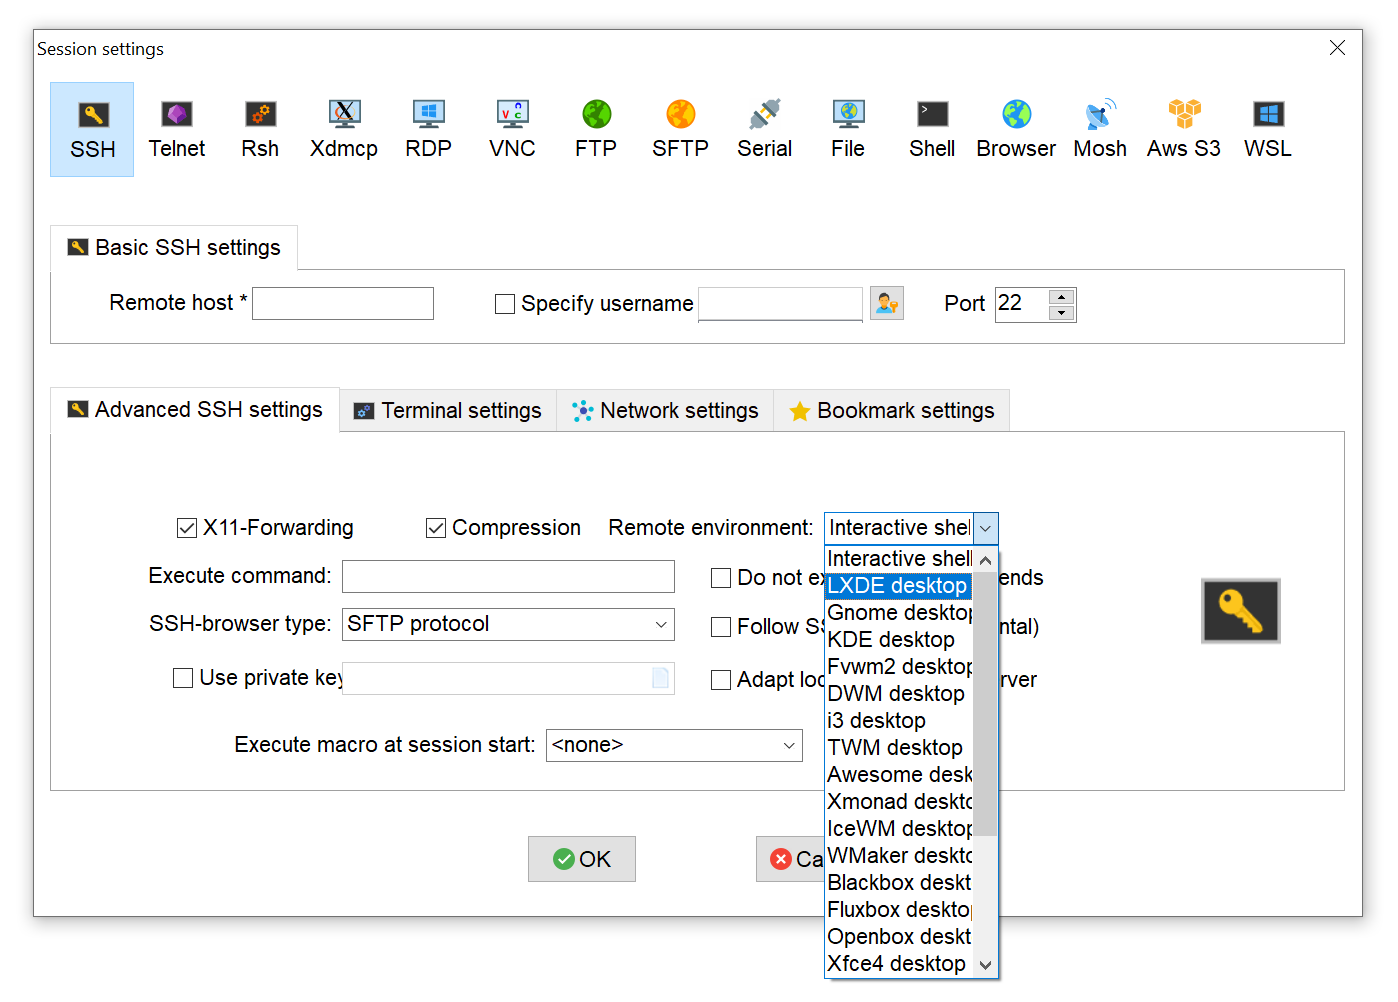 Session settings
SSH Telnet Rsh Xdmcp RDP VNC FTP SFTP Serial File Shell Browser Mosh Aws S3 WSL
Basic SSH settings
Remote host * Specify username Port 22
Advanced SSH settings Terminal settings Network settings Bookmark settings
X11-Forwarding Compression Remote environment: Interactive shel
Interactive shell
Execute command: Do not ex ends
LXDE desktop
Gnome desktop
SSH-browser type: SFTP protocol Follow SS ntal)
KDE desktop
Fvwm2 desktop
Use private key Adapt loc rver
DWM desktop
i3 desktop
Execute macro at session start: <none>
TWM desktop
Awesome desk
Xmonad deskto
IceWM desktop
OK Ca
WMaker deskto
Blackbox deskt
Fluxbox desktop
Openbox deskt
Xfce4 desktop